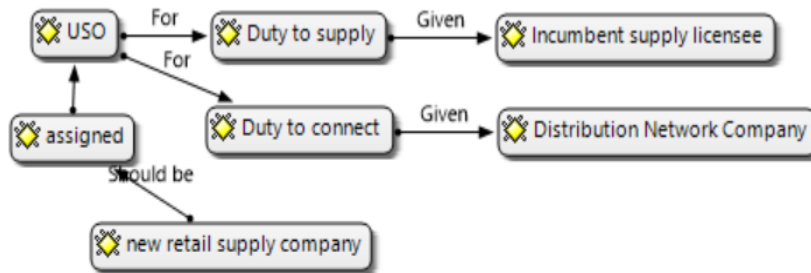 USO
For
Duty to supply
Given
Incumbent supply licensee
For
assigned
Duty to connect
Given
Distribution Network Company
Should be
new retail supply company